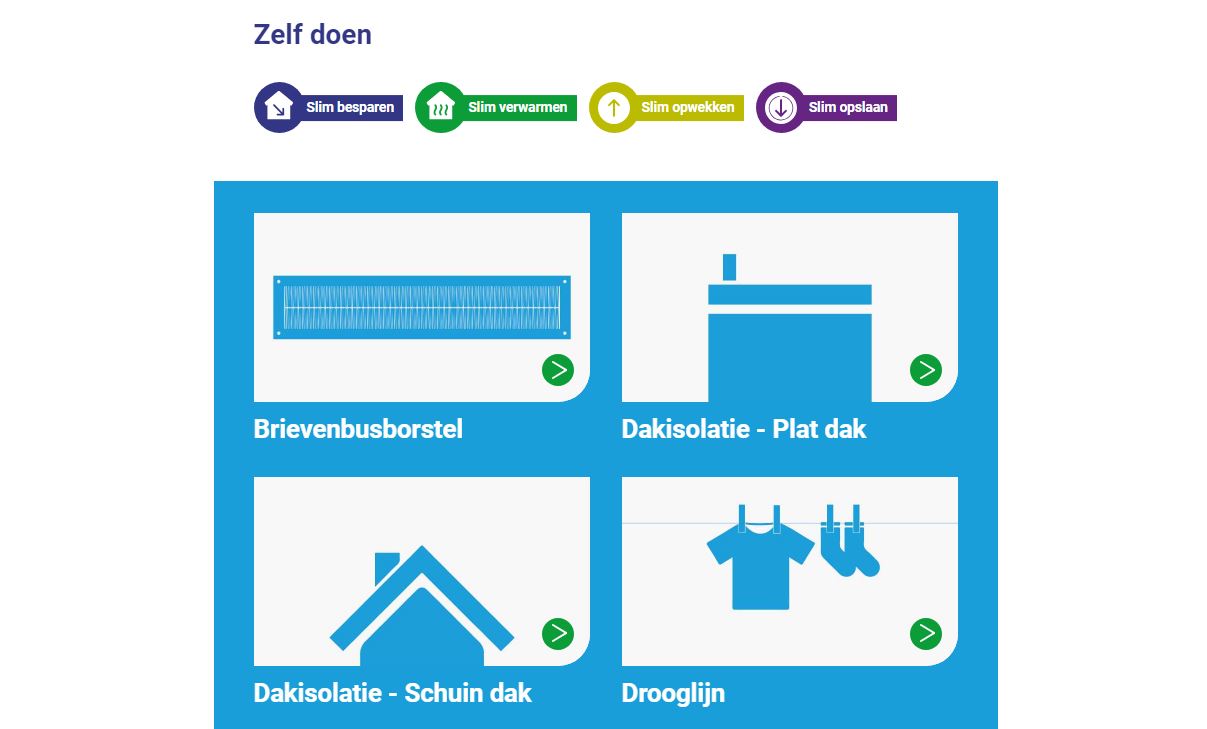 Zelf doen
Slim besparen
Slim verwarmen
Slim opwekken
Slim opslaan
Brievenbusborstel
Dakisolatie - Plat dak
Dakisolatie - Schuin dak
Drooglijn